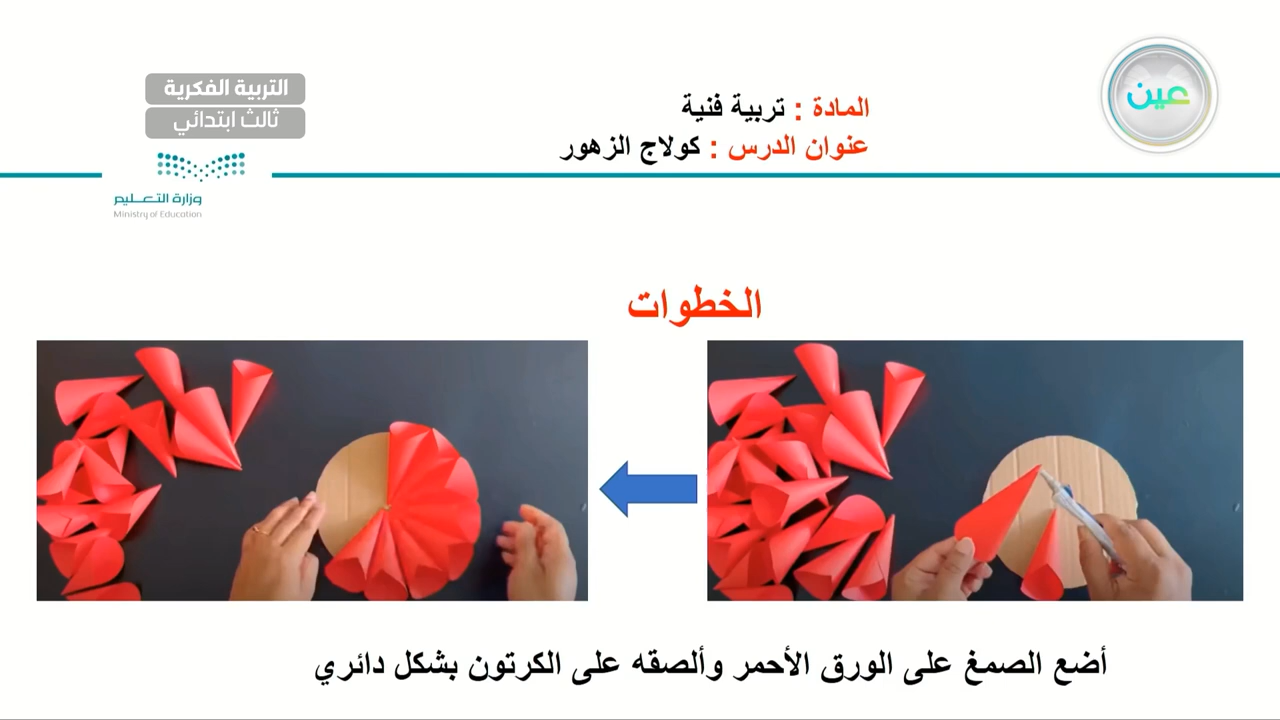 عين
المادة : تربية فنية
عنوان الدرس : كولاج الزهور
التربية الفكرية
ثالث ابتدائي
وزارة التعـــليم
Ministry of Education
الخطوات
أضع الصمغ على الورق الأحمر وألصقه على الكرتون بشكل دائري